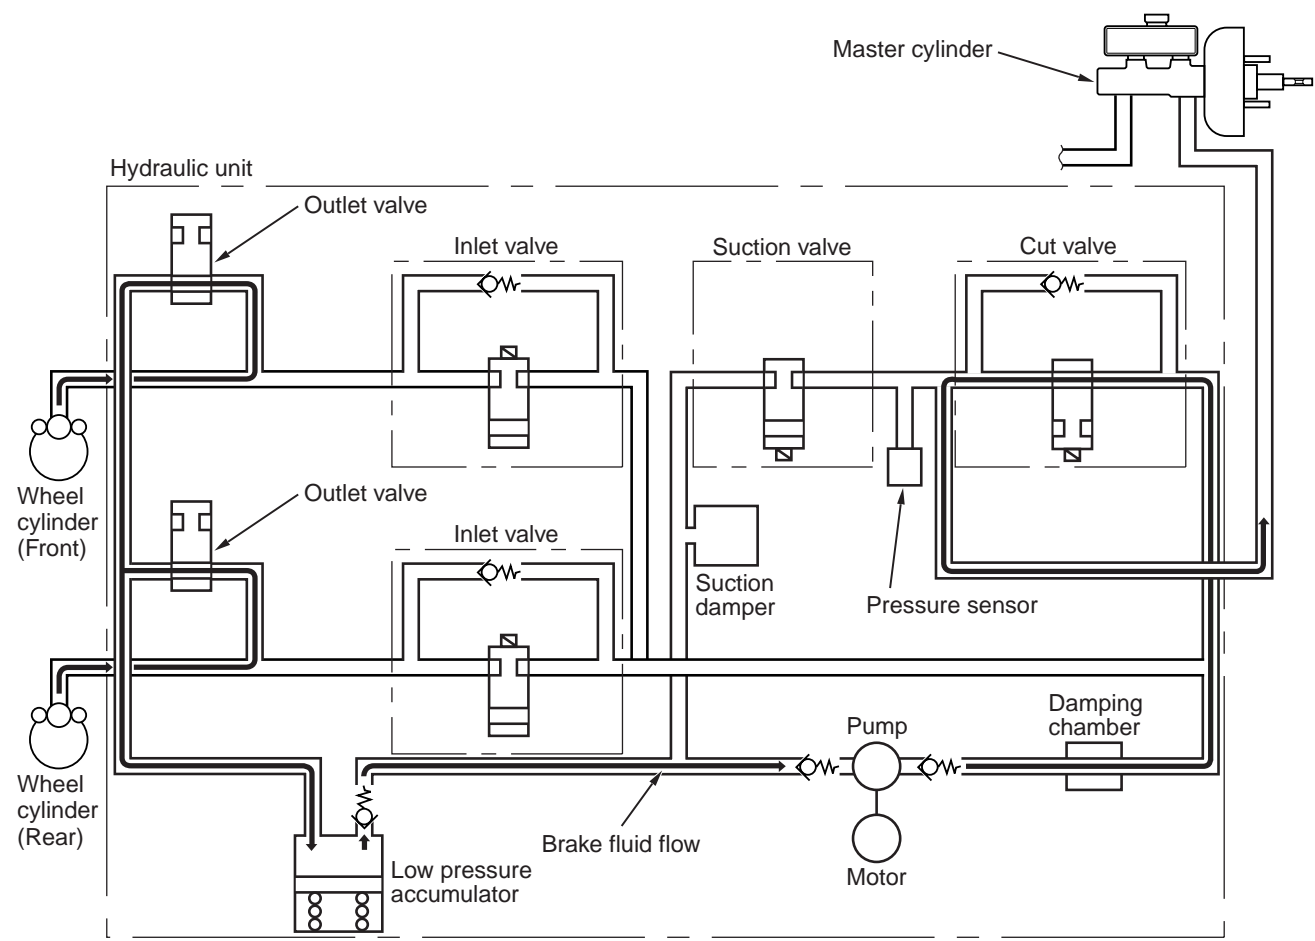 Master cylinder
Hydraulic unit
Outlet valve
Inlet valve
Suction valve
Cut valve
Wheel
cylinder
(Front)
Outlet valve
Inlet valve
Suction
damper
Pressure sensor
Damping
chamber
Pump
Wheel
cylinder
(Rear)
Brake fluid flow
Low pressure
accumulator
Motor